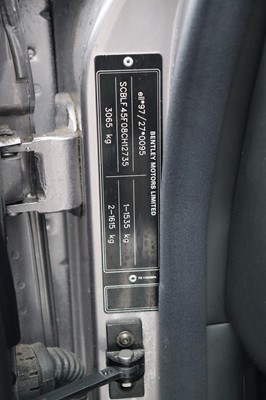 BENTLEY MOTORS LIMITED
e11*97/27*0095
SCBLF45F08CH12735
3065 kg
1-1535 kg
2-1615 kg